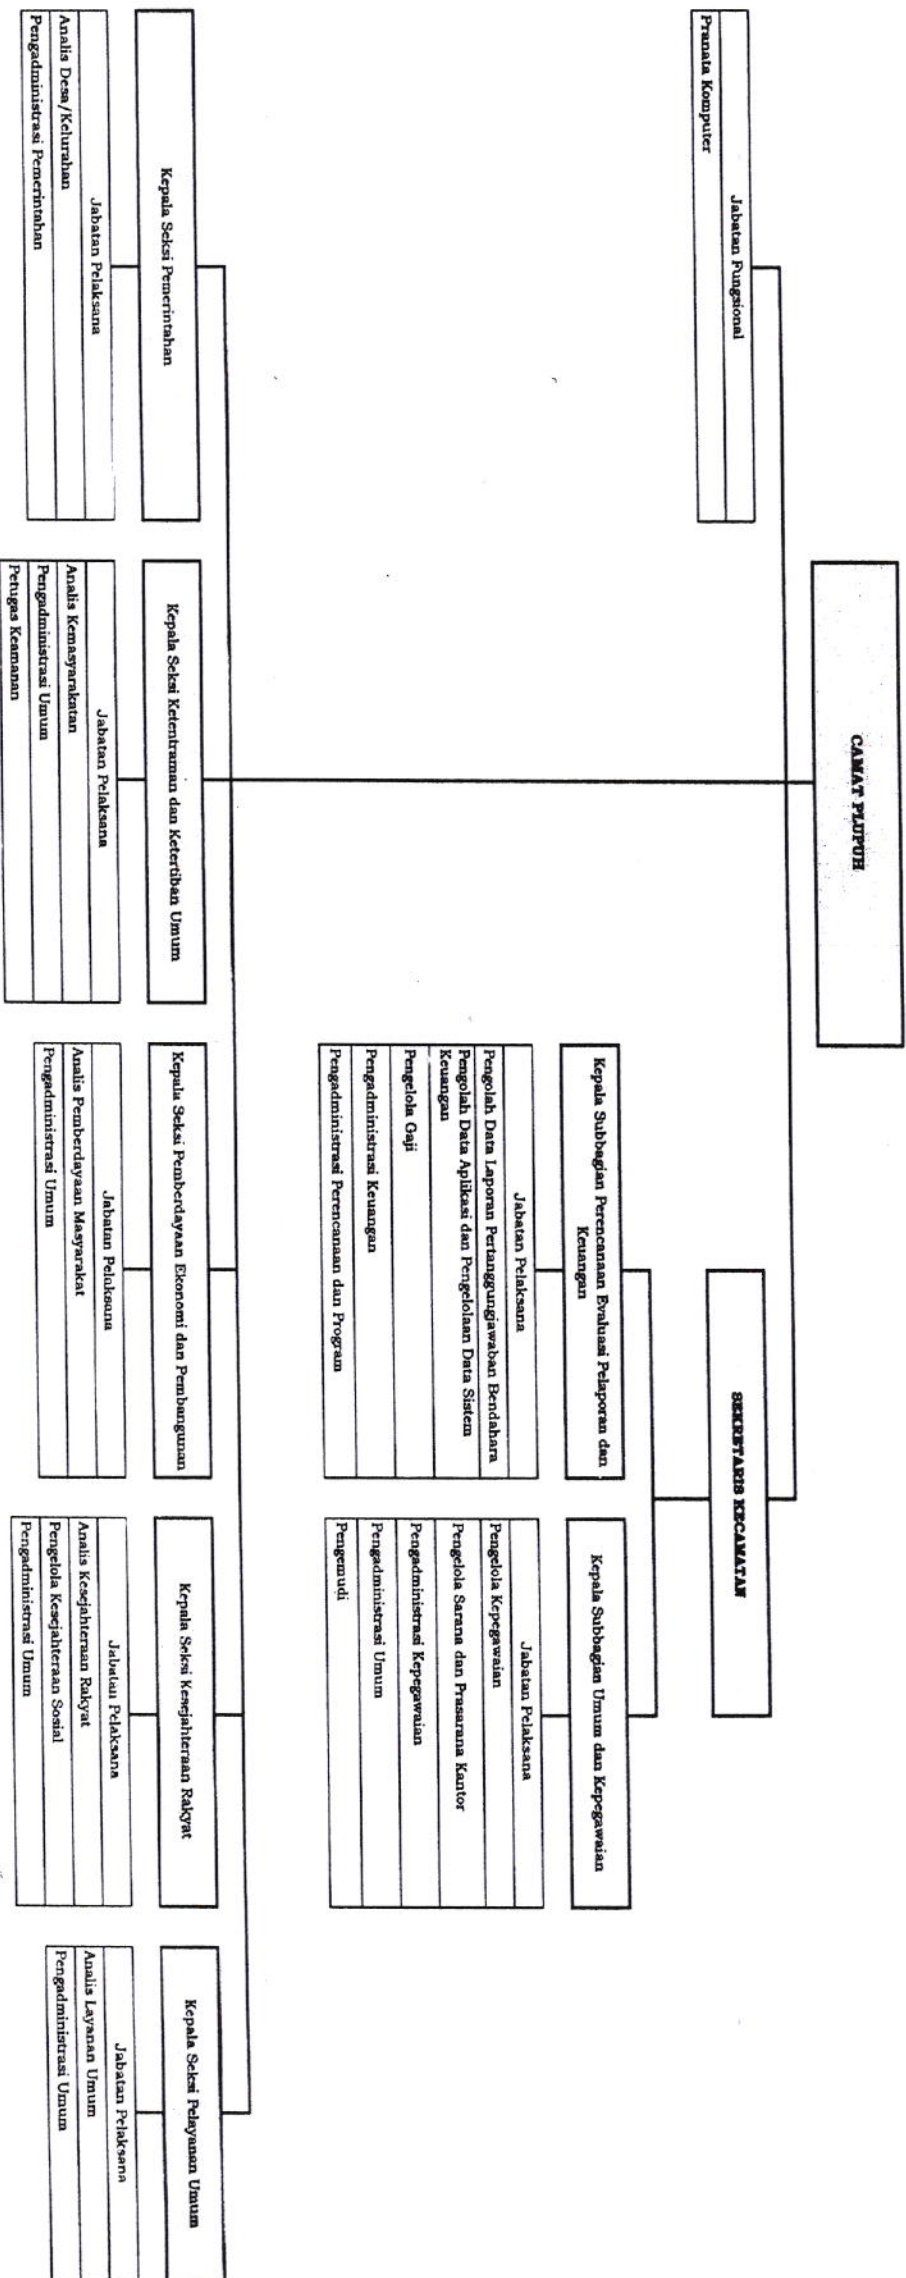 CAMAT PLUPUH
Jabatan Fungsional
Pranata Komputer
SEKRETARIS KECAMATAN
Kepala Subbagian Perencanaan Evaluasi Pelaporan dan
Keuangan
Jabatan Pelaksana
Pengolah Data Laporan Pertanggungjawaban Bendahara
Pengolah Data Aplikasi dan Pengelolaan Data Sistem
Keuangan
Pengelola Gaji
Pengadministrasi Keuangan
Pengadministrasi Perencanaan dan Program
Kepala Subbagian Umum dan Kepegawaian
Jabatan Pelaksana
Pengelola Kepegawaian
Pengelola Sarana dan Prasarana Kantor
Pengadministrasi Kepegawaian
Pengadministrasi Umum
Pengemudi
Kepala Seksi Pemerintahan
Jabatan Pelaksana
Analis Desa/Kelurahan
Pengadministrasi Pemerintahan
Kepala Seksi Ketentraman dan Ketertiban Umum
Jabatan Pelaksana
Analis Kemasyarakatan
Pengadministrasi Umum
Petugas Keamanan
Kepala Seksi Pemberdayaan Ekonomi dan Pembangunan
Jabatan Pelaksana
Analis Pemberdayaan Masyarakat
Pengadministrasi Umum
Kepala Seksi Kesejahteraan Rakyat
Jabatan Pelaksana
Analis Kesejahteraan Rakyat
Pengelola Kesejahteraan Sosial
Pengadministrasi Umum
Kepala Seksi Pelayanan Umum
Jabatan Pelaksana
Analis Layanan Umum
Pengadministrasi Umum